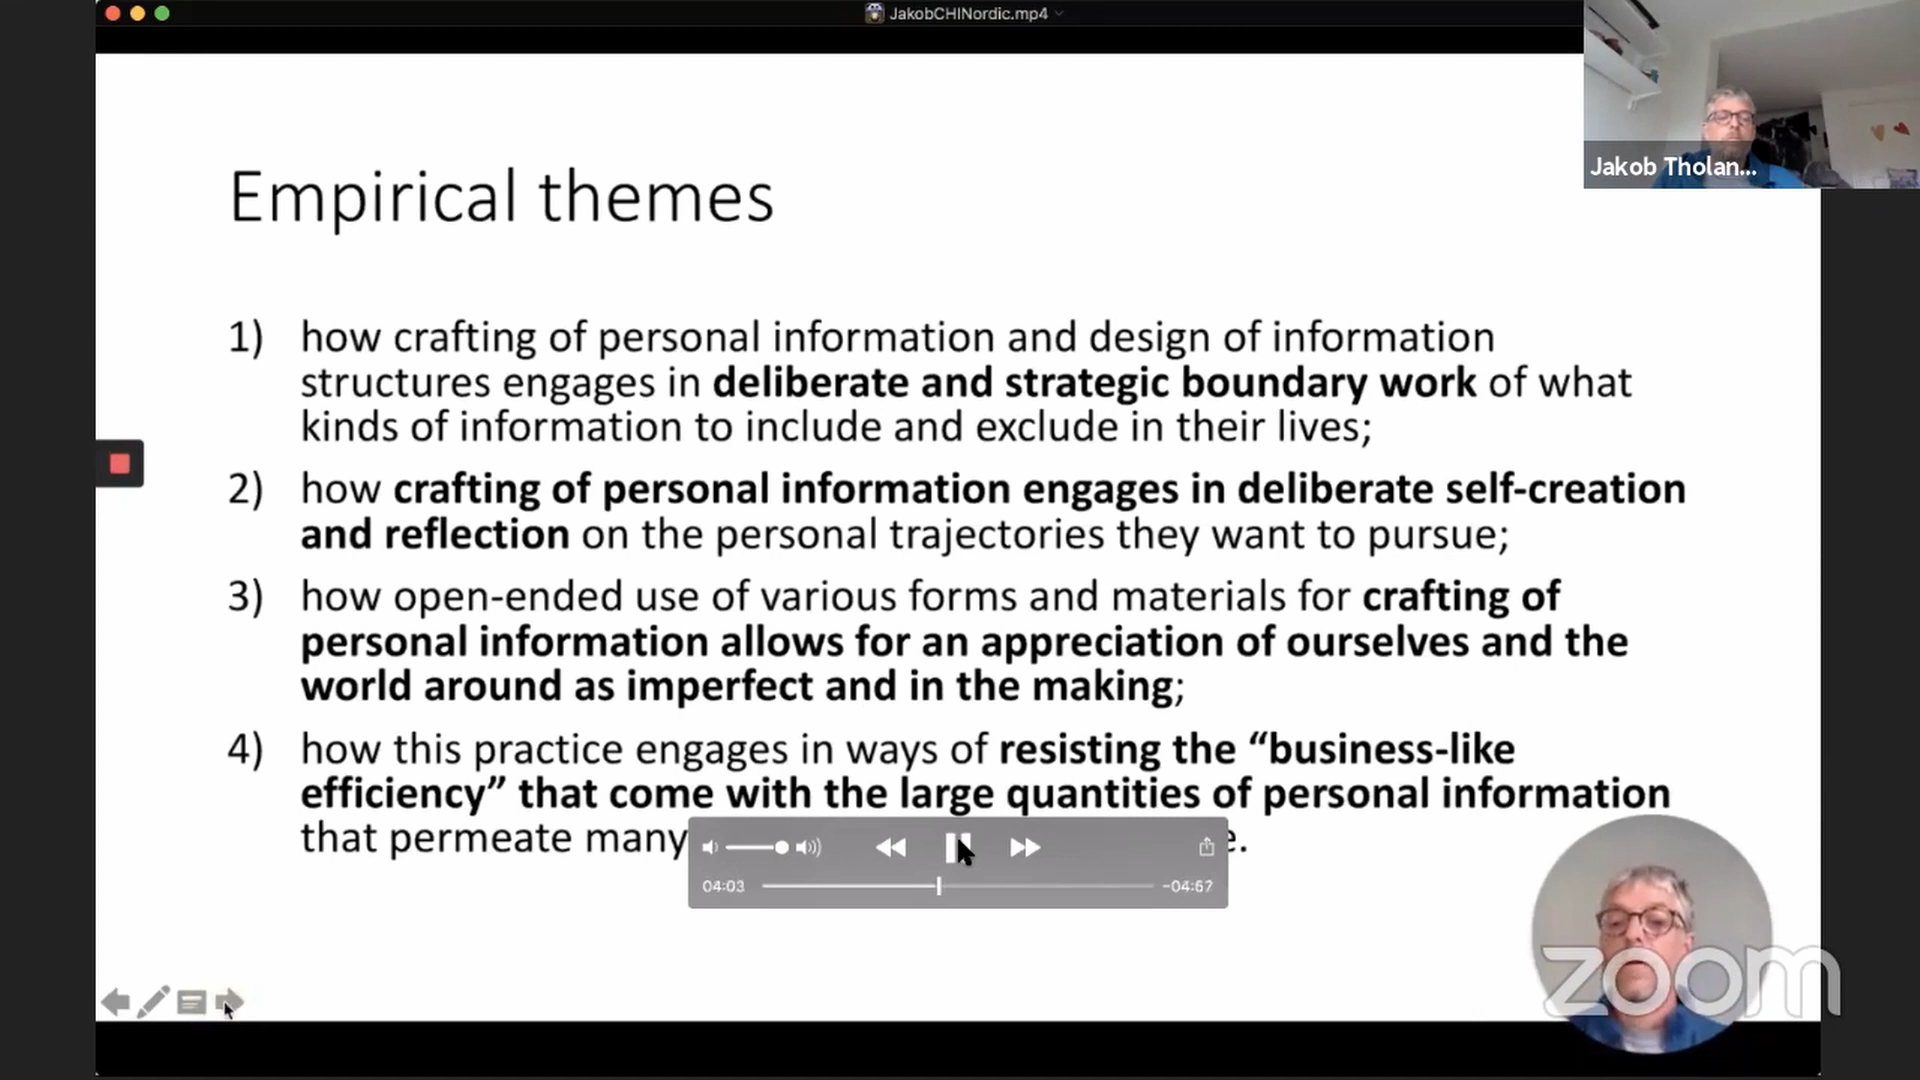 JakobCHINordic.mp4
Jakob Tholan...
Empirical themes
1) how crafting of personal information and design of information
structures engages in deliberate and strategic boundary work of what
kinds of information to include and exclude in their lives;
2) how crafting of personal information engages in deliberate self-creation
and reflection on the personal trajectories they want to pursue;
3) how open-ended use of various forms and materials for crafting of
personal information allows for an appreciation of ourselves and the
world around as imperfect and in the making;
4) how this practice engages in ways of resisting the “business-like
efficiency” that come with the large quantities of personal information
that permeate many
04:03
-04:57
zoom